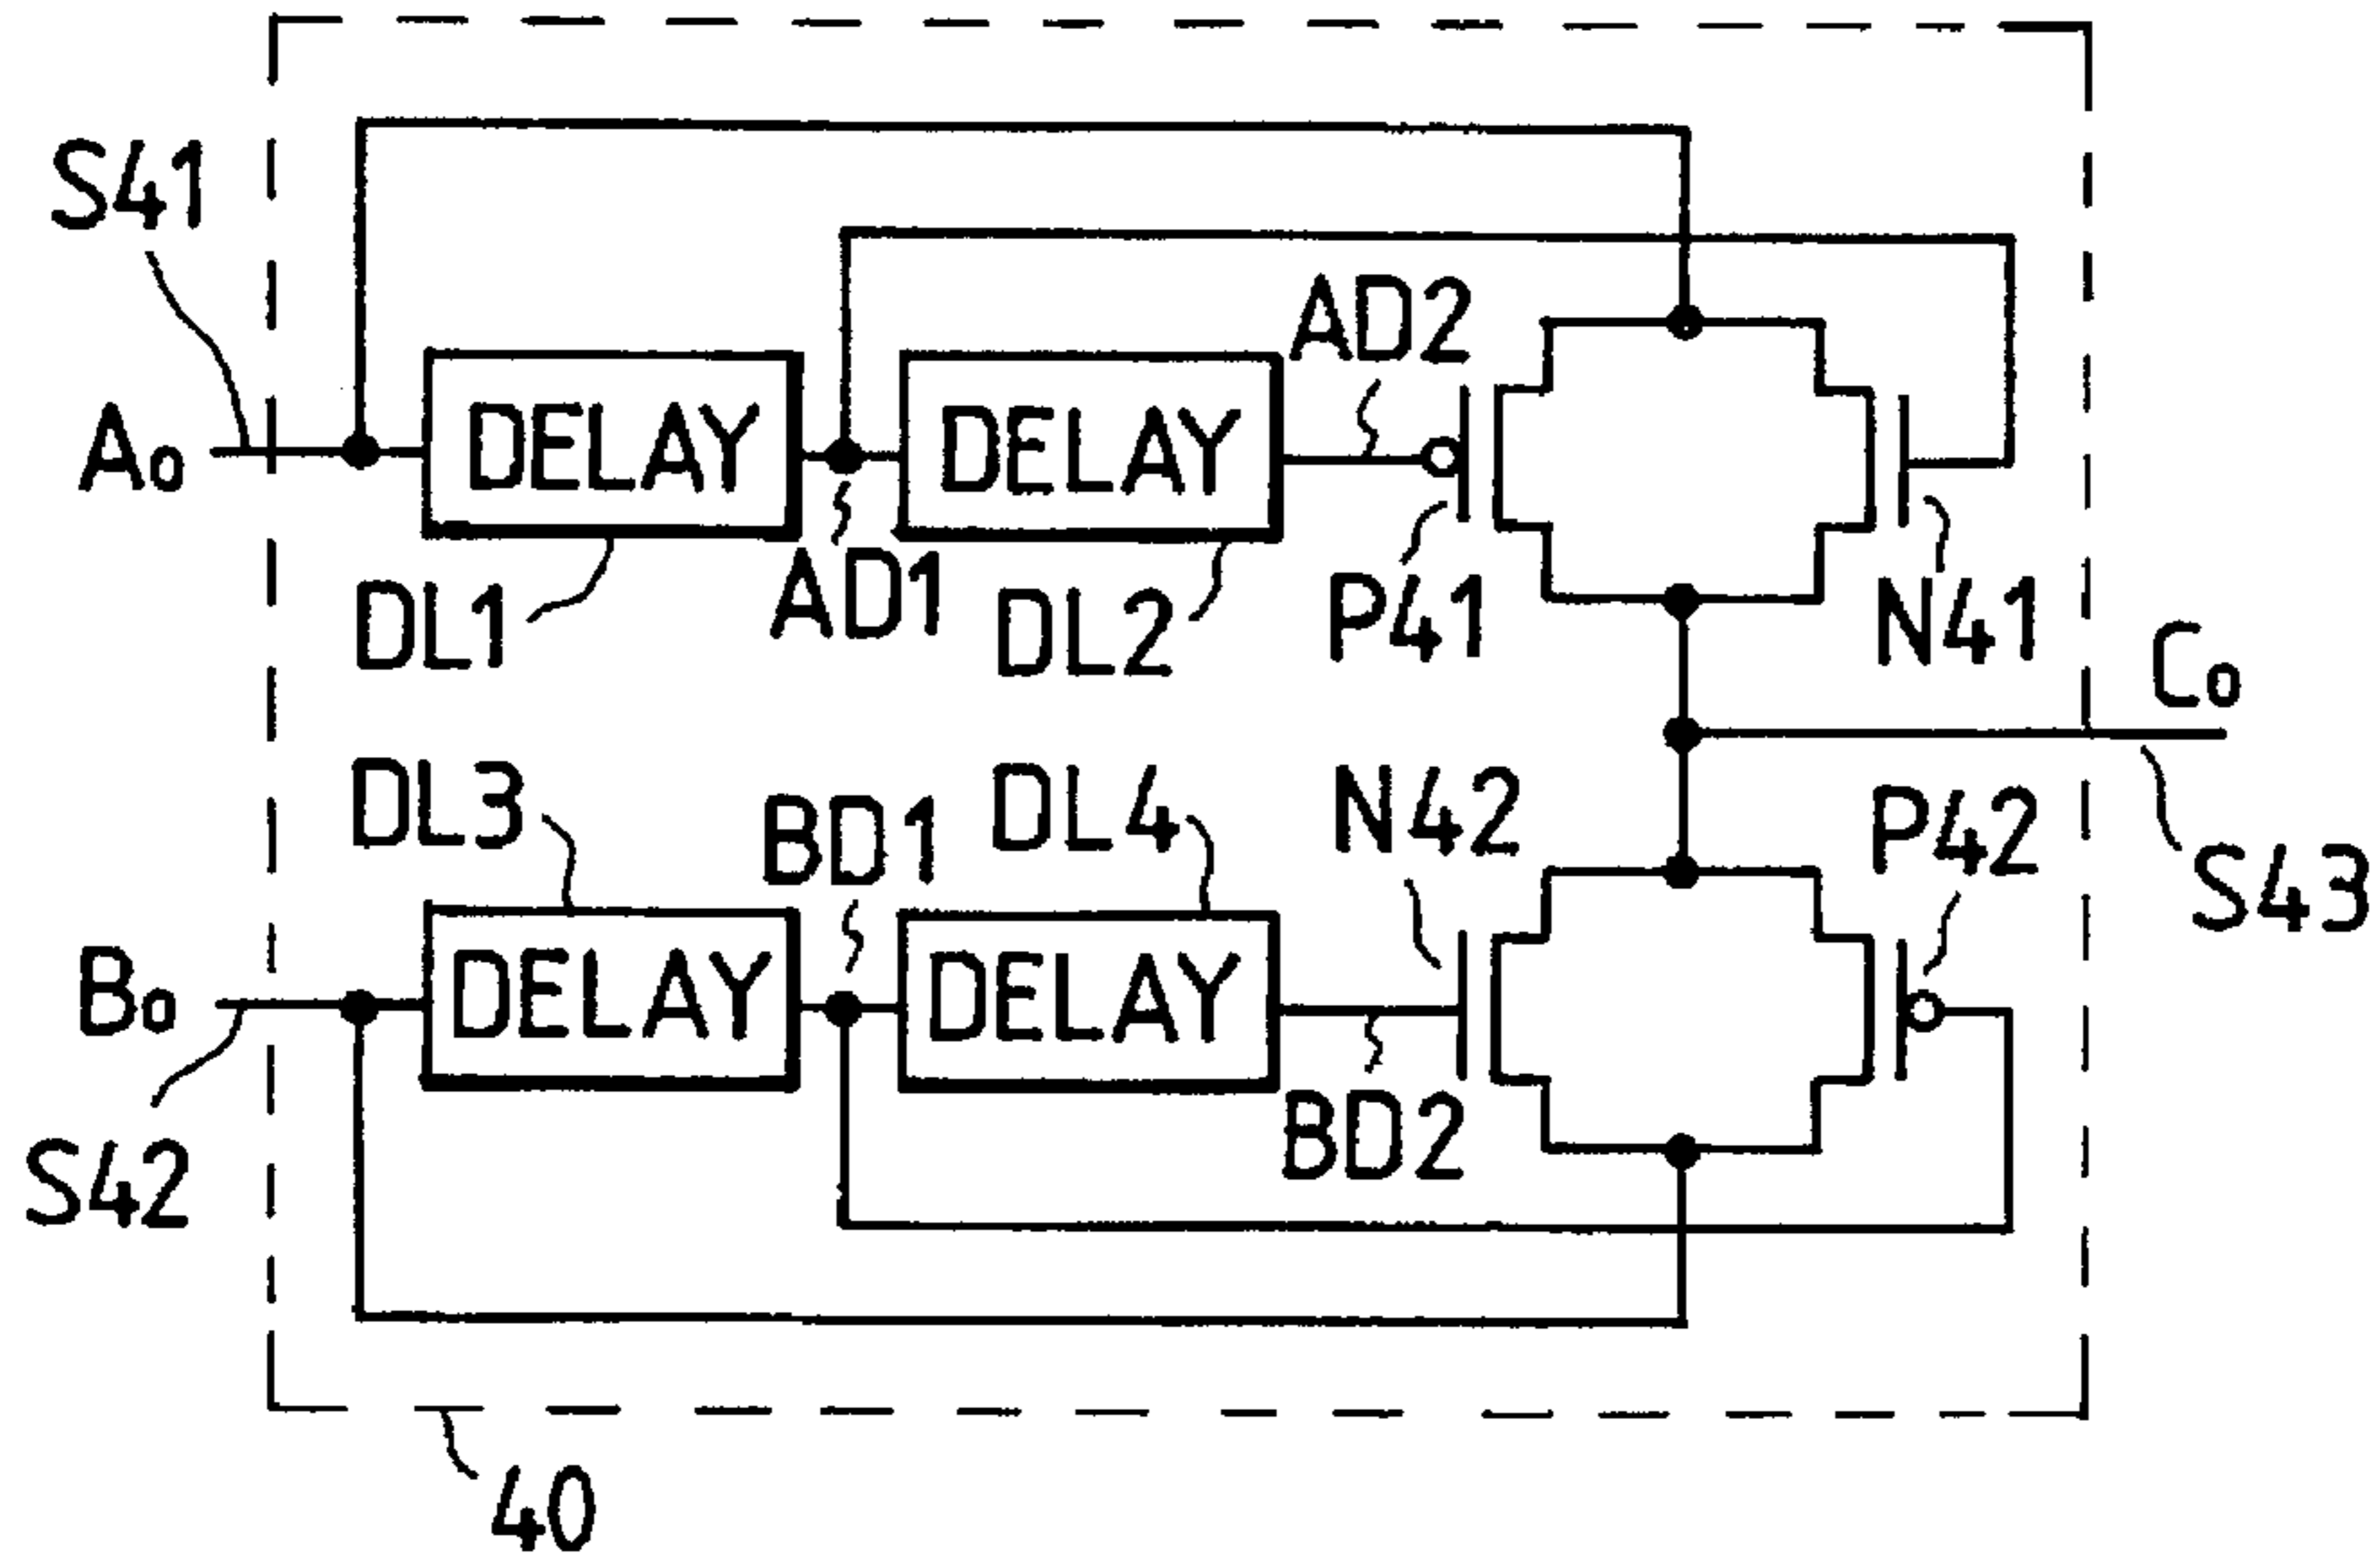 S41
AD2
A0
DELAY
DELAY
AD1
DL1
DL2
P41
N41
C0
DL3
BD1
DL4
N42
P42
S43
B0
DELAY
DELAY
BD2
S42
40